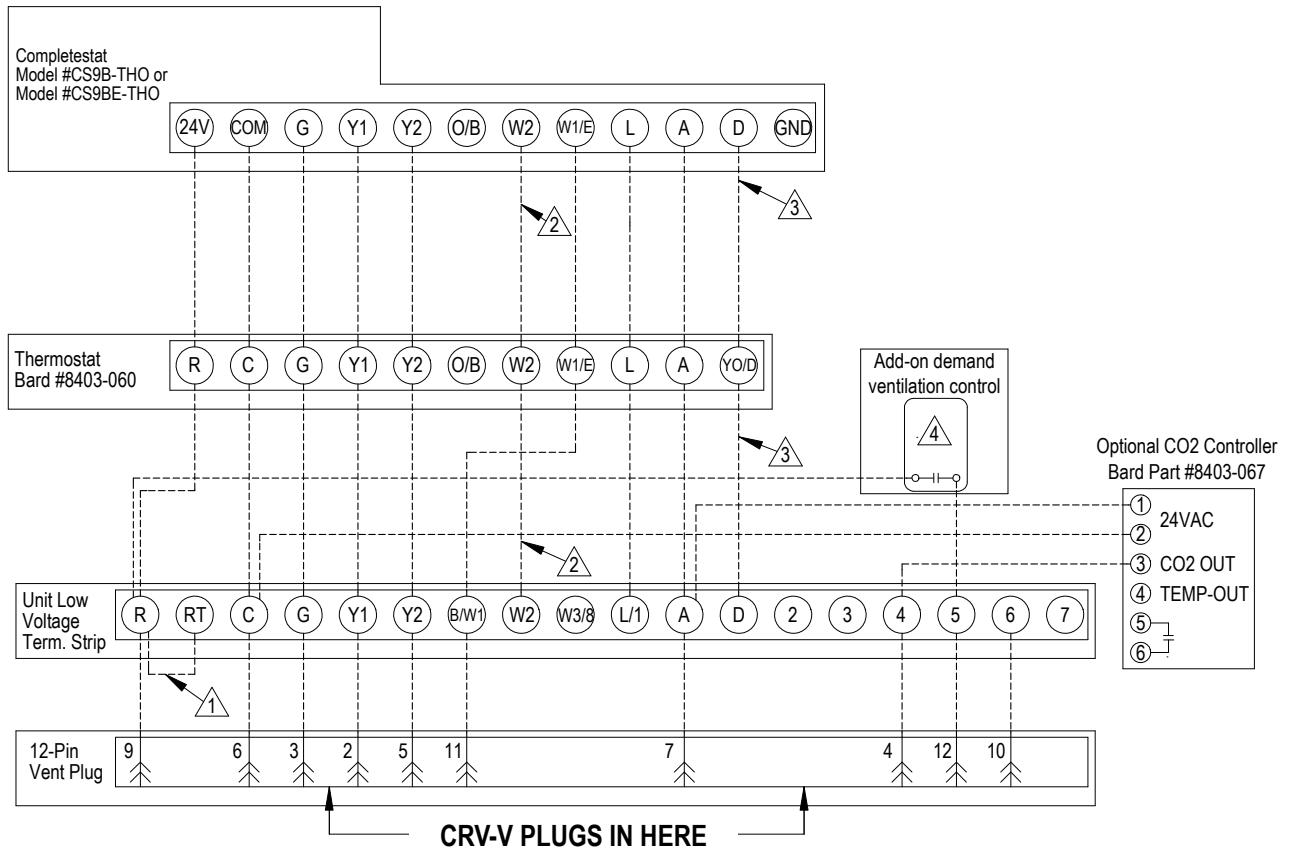 Completestat
Model #CS9B-THO or
Model #CS9BE-THO
24V COM G Y1 Y2 O/B W2 W1/E L A D GND
3
2
Thermostat
Bard #8403-060
R C G Y1 Y2 O/B W2 W1/E L A YO/D
Add-on demand
ventilation control
4
3
Optional CO2 Controller
Bard Part #8403-067
1 24VAC
2
3 CO2 OUT
4 TEMP-OUT
5
6
2
Unit Low
Voltage
Term. Strip
R RT C G Y1 Y2 B/W1 W2 W3/8 L/1 A D 2 3 4 5 6 7
1
12-Pin
Vent Plug
9 6 3 2 5 11 7 4 12 10
CRV-V PLUGS IN HERE